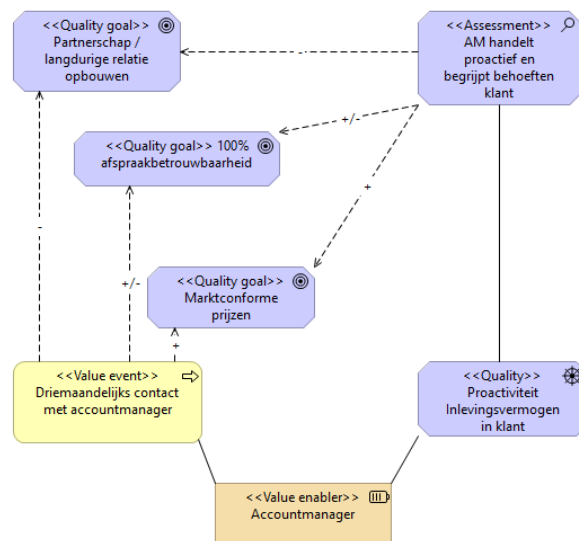 <<Quality goal>>
Partnerschap /
langdurige relatie
opbouwen
<<Assessment>>
AM handelt
proactief en
begrijpt behoeften
klant
-
+/-
<<Quality goal>> 100%
afspraakbetrouwbaarheid
+
<<Quality goal>>
Marktconforme
prijzen
-
+/-
+
<<Value event>>
Driemaandelijks contact
met accountmanager
<<Quality>>
Proactiviteit
Inlevingsvermogen
in klant
<<Value enabler>>
Accountmanager